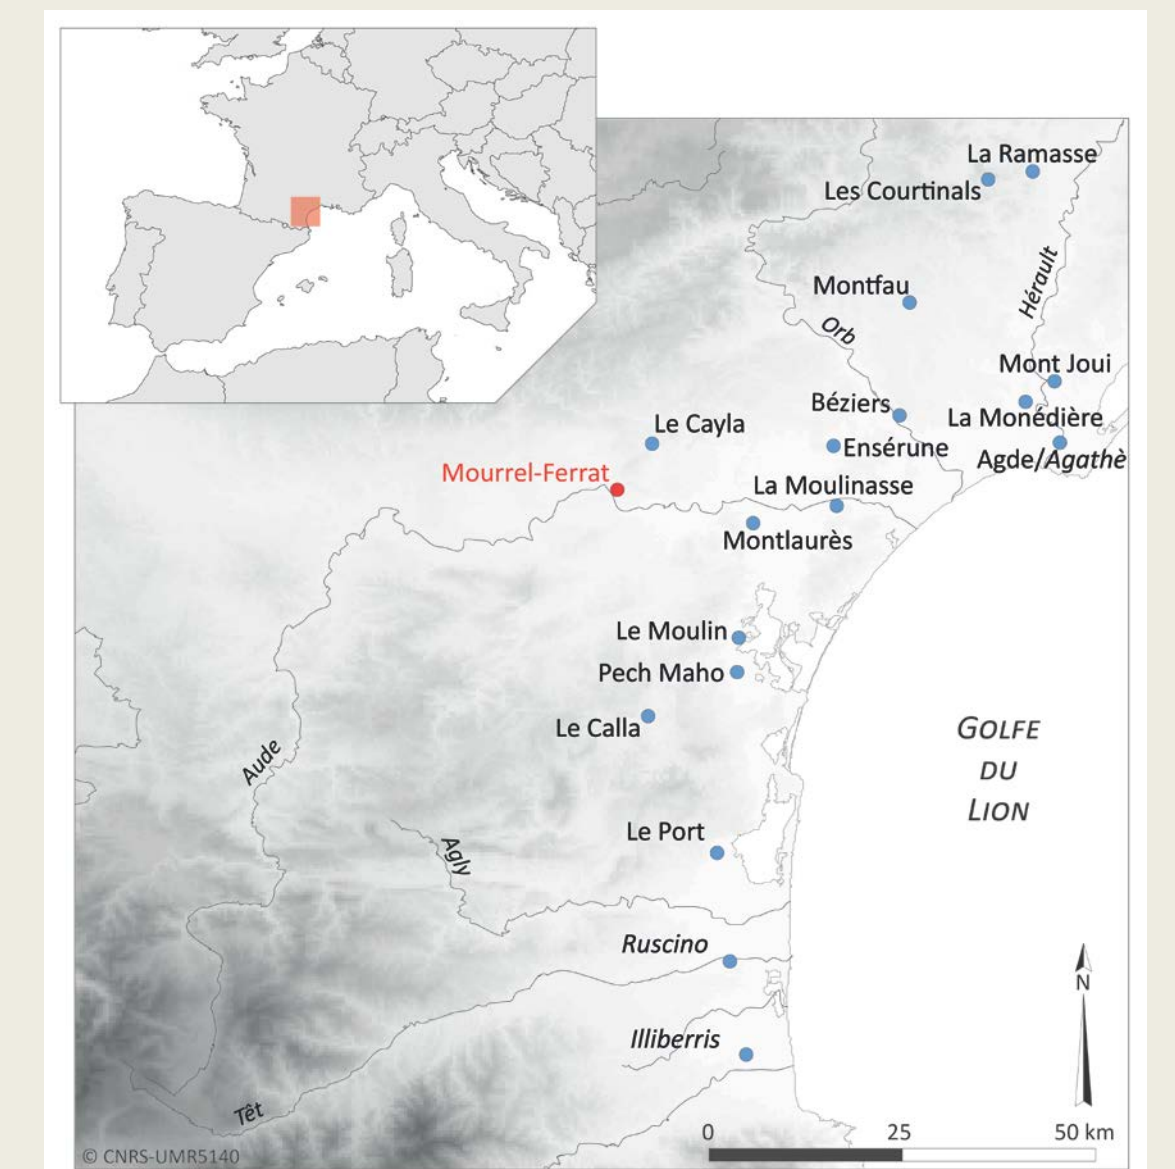 La Ramasse
Les Courtinals
Hérault
Montfau
Orb
Mont Joui
Béziers
La Monédière
Le Cayla
Ensérune
Agde/Agathè
Mourrel-Ferrat
La Moulinasse
Montlaurès
Le Moulin
Pech Maho
Le Calla
GOLFE
DU
LION
Aude
Le Port
Agly
Ruscino
N
Illiberris
Têt
0 25 50 km
© CNRS-UMR5140